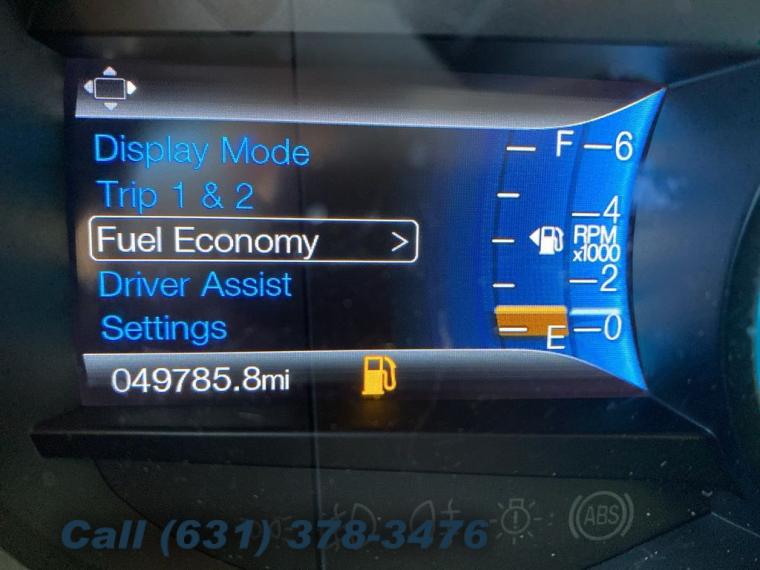 Display Mode
Trip 1 & 2
Fuel Economy >
Driver Assist
Settings
049785.8mi
F
E
6
4
RPM
x1000
2
0
ABS
Call (631) 378-3476